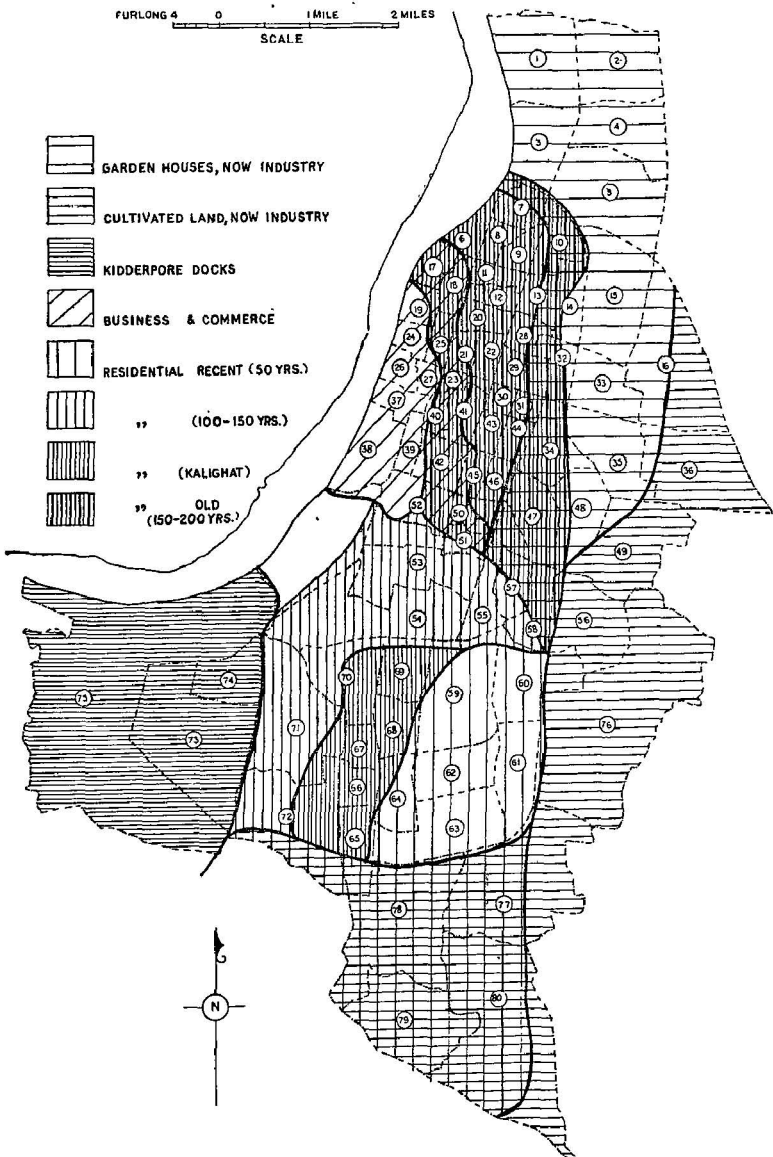 FURLONG 4 0 1 MILE 2 MILES
SCALE
GARDEN HOUSES, NOW INDUSTRY
CULTIVATED LAND, NOW INDUSTRY
KIDDERPORE DOCKS
BUSINESS & COMMERCE
RESIDENTIAL RECENT (50 YRS.)
,, (100-150 YRS.)
,, (KALIGHAT)
,, OLD
(150-200 YRS.)
1 2
3 4
5
7
6 8 10
9
17 11
18 12 13 15
19 20 14
24 25 21 22 28 32
26 27 23 29 33 16
37 30 31
40 41 43 44
38 39 42 34 35 36
45 46
52 50 47 48
51 49
53 57
54 55 58 56
70 69 59 60
75 74
73 71 68 76
67 62 61
66 64
72 65 63
78 77
80
79
N